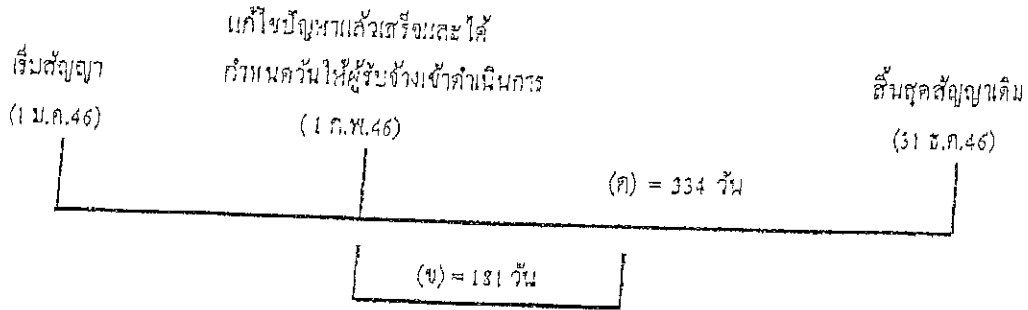 แก้ไขปัญหาแล้วเสร็จและได้
เริ่มสัญญา
กำหนดวันให้ผู้รับจ้างเข้าดำเนินการ
สิ้นสุดสัญญาเดิม
(1 ม.ค.46)
(1 ก.พ.46)
(31 ธ.ค.46)
(ค) = 334 วัน
(ข) = 181 วัน